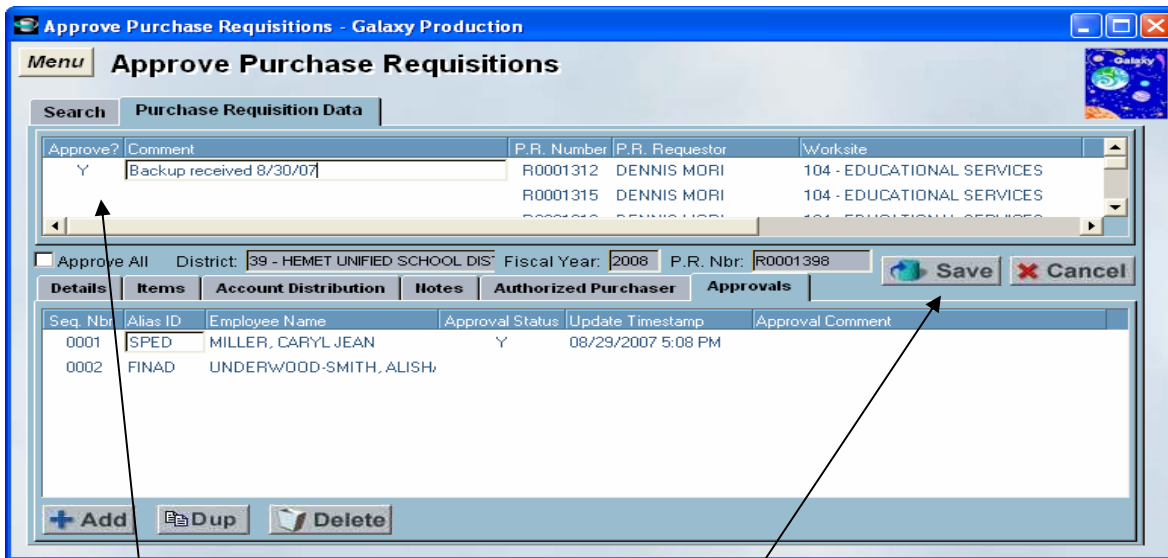 Approve Purchase Requisitions - Galaxy Production
Menu Approve Purchase Requisitions
Galaxy
Search Purchase Requisition Data
Approve? Comment P.R. Number P.R. Requestor Worksite
Y Backup received 8/30/07 R0001312 DENNIS MORI 104 - EDUCATIONAL SERVICES
R0001315 DENNIS MORI 104 - EDUCATIONAL SERVICES
Approve All District: 39 - HEMET UNIFIED SCHOOL DIS Fiscal Year: 2008 P.R. Nbr: R0001398 Save Cancel
Details Items Account Distribution Notes Authorized Purchaser Approvals
Seq. Nbr Alias ID Employee Name Approval Status Update Timestamp Approval Comment
0001 SPED MILLER, CARYL JEAN Y 08/29/2007 5:08 PM
0002 FINAD UNDERWOOD-SMITH, ALISHA
Add Dup Delete